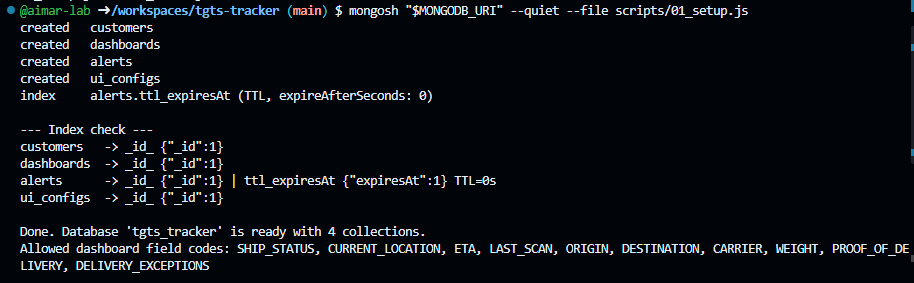 @aimar-lab ➜/workspaces/tgts-tracker (main) $ mongosh "$MONGODB_URI" --quiet --file scripts/01_setup.js
created   customers
created   dashboards
created   alerts
created   ui_configs
index     alerts.ttl_expiresAt (TTL, expireAfterSeconds: 0)
--- Index check ---
customers   -> _id_ {"_id":1}
dashboards  -> _id_ {"_id":1}
alerts      -> _id_ {"_id":1} | ttl_expiresAt {"expiresAt":1} TTL=0s
ui_configs  -> _id_ {"_id":1}
Done. Database 'tgts_tracker' is ready with 4 collections.
Allowed dashboard field codes: SHIP_STATUS, CURRENT_LOCATION, ETA, LAST_SCAN, ORIGIN, DESTINATION, CARRIER, WEIGHT, PROOF_OF_DE
LIVERY, DELIVERY_EXCEPTIONS